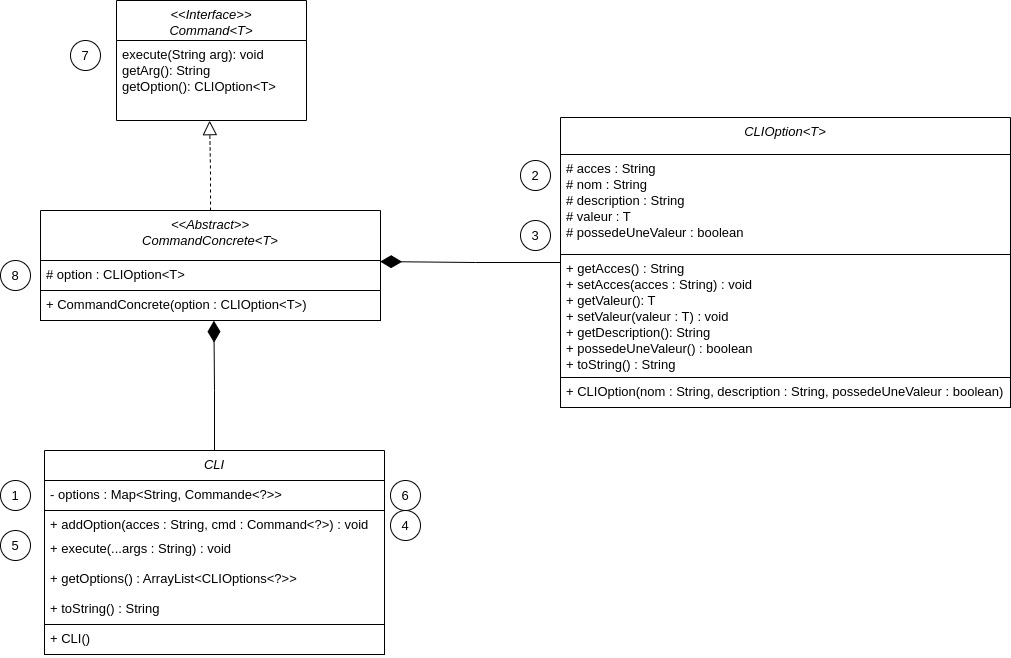 <<Interface>>
Command<T>
7
execute(String arg): void
getArg(): String
getOption(): CLIOption<T>
CLIOption<T>
2
# acces : String
# nom : String
# description : String
# valeur : T
3
# possedeUneValeur : boolean
<<Abstract>>
CommandConcrete<T>
8
# option : CLIOption<T>
+ CommandConcrete(option : CLIOption<T>)
+ getAcces() : String
+ setAcces(acces : String) : void
+ getValeur(): T
+ setValeur(valeur : T) : void
+ getDescription(): String
+ possedeUneValeur() : boolean
+ toString() : String
+ CLIOption(nom : String, description : String, possedeUneValeur : boolean)
CLI
1
- options : Map<String, Commande<?>>
6
+ addOption(acces : String, cmd : Command<?>) : void
4
5
+ execute(...args : String) : void
+ getOptions() : ArrayList<CLIOptions<?>>
+ toString() : String
+ CLI()